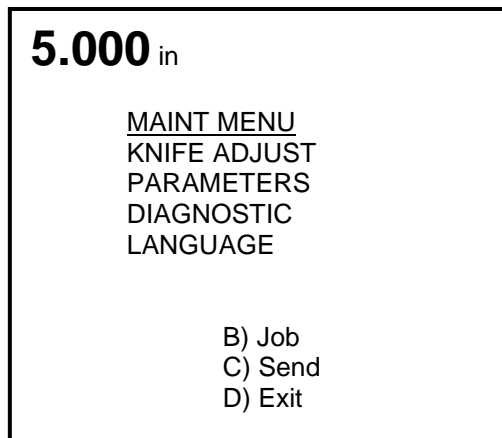 5.000 in
MAINT MENU
KNIFE ADJUST
PARAMETERS
DIAGNOSTIC
LANGUAGE
B) Job
C) Send
D) Exit